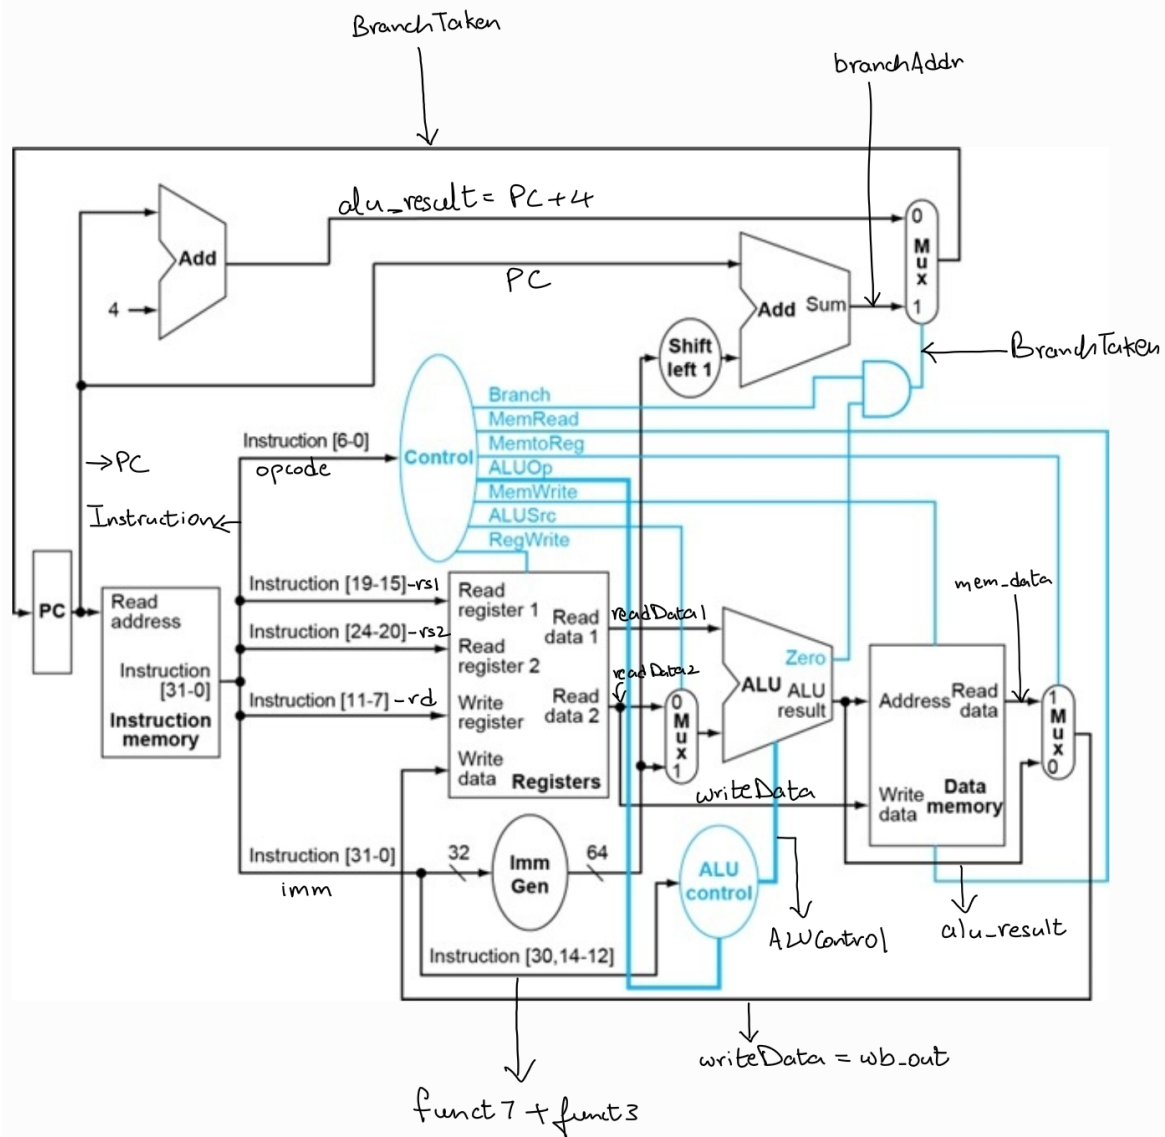 BranchTaken
branchAddr
alu_result = PC+4
0
M
u
x
1
Add
PC
4
Add Sum
Shift
left 1
BranchTaken
Branch
MemRead
MemtoReg
ALUOp
MemWrite
ALUSrc
RegWrite
Control
Instruction [6-0]
opcode
→PC
Instruction
PC
Read
address
Instruction
[31-0]
Instruction
memory
Instruction [19-15]-rs1
Instruction [24-20]-rs2
Instruction [11-7]-rd
Read
register 1
Read
register 2
Write
register
Write
data
Read
data 1
Read
data 2
Registers
readData1
readData2
0
M
u
x
1
Zero
ALU
ALU
result
mem_data
Address
Read
data
Write
data
Data
memory
1
M
u
x
0
writeData
Instruction [31-0]
imm
32
Imm
Gen
64
ALU
control
ALUControl
alu_result
Instruction [30,14-12]
writeData = wb_out
funct7 + funct3